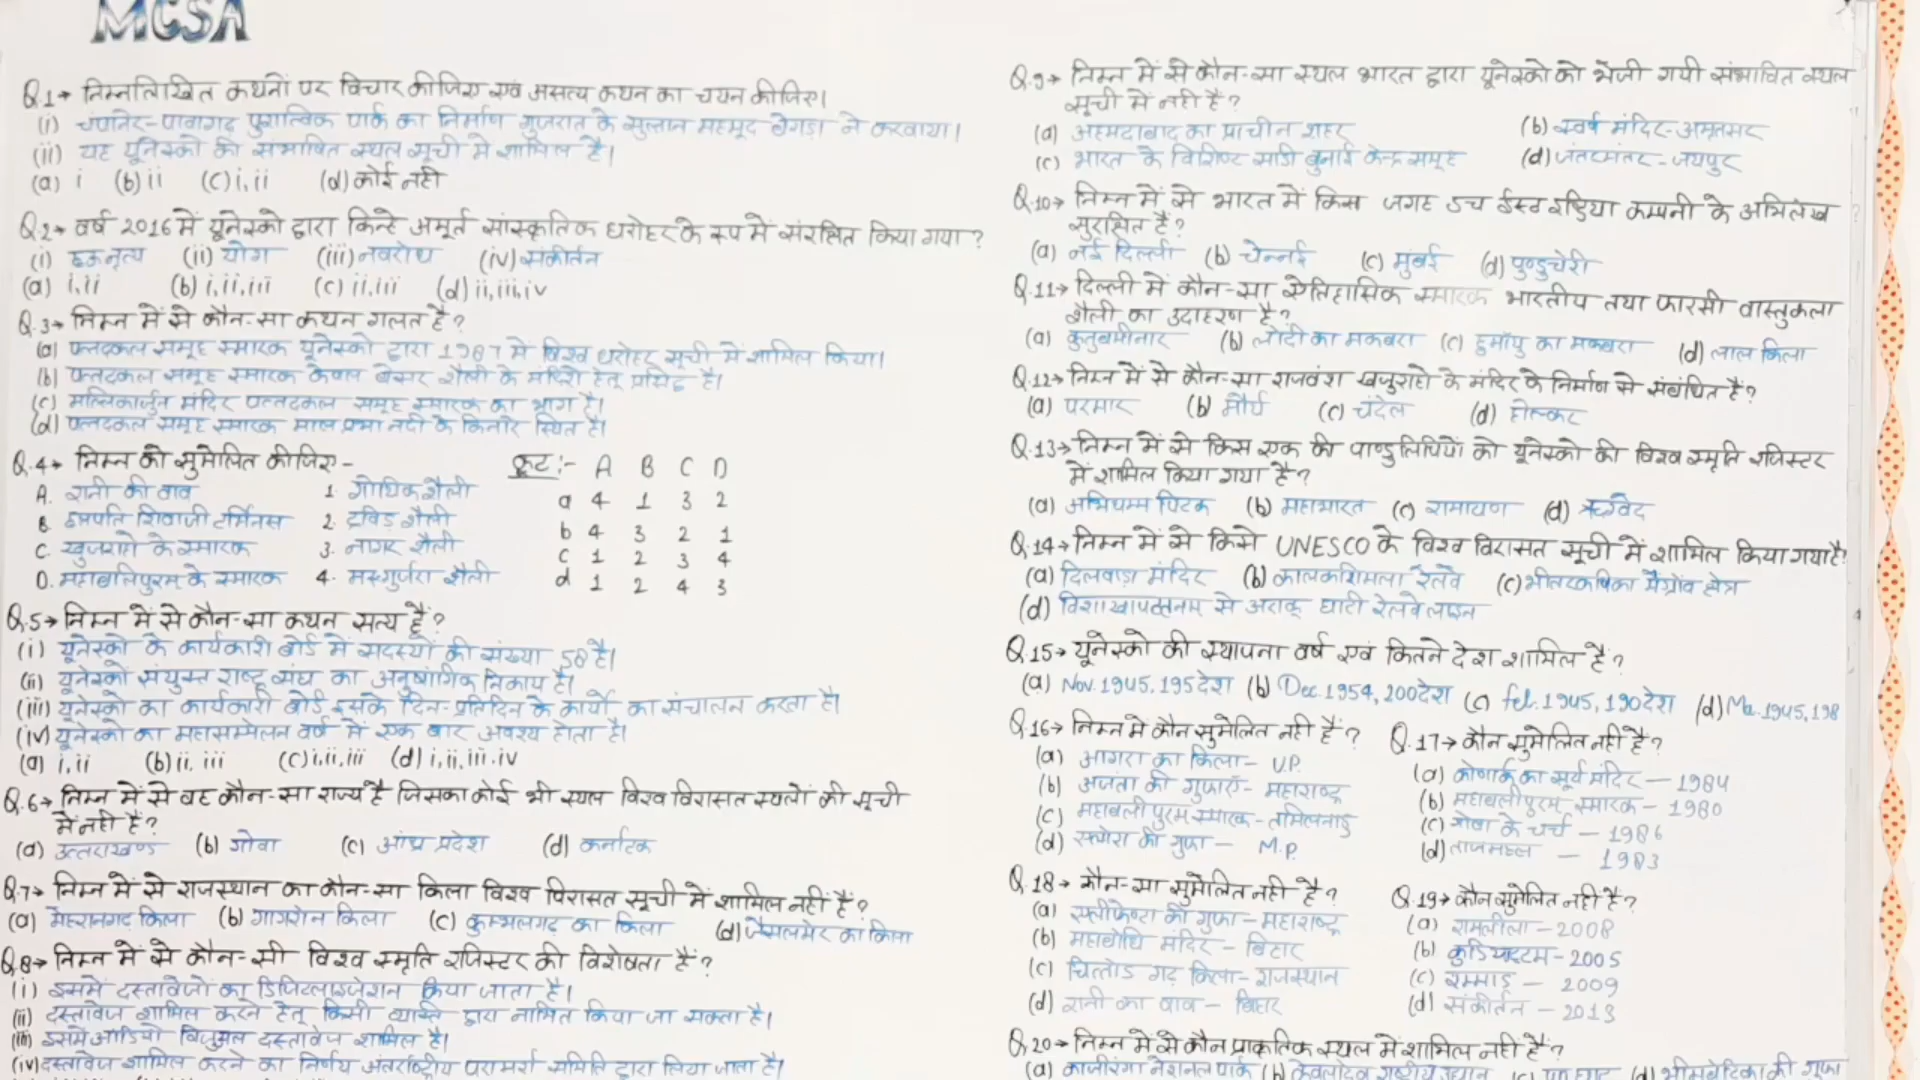 MCSA
Q.1→ निम्नलिखित कथनों पर विचार कीजिए एवं असत्य कथन का चयन कीजिए।
(i) चंपानेर-पावागढ़ पुरात्विक पार्क का निर्माण गुजरात के सुल्तान महमूद बेगड़ा ने करवाया।
(ii) यह यूनेस्को की संभावित स्थल सूची में शामिल है।
(a) i (b) ii (c) i, ii (d) कोई नही
Q.2→ वर्ष 2016 में यूनेस्को द्वारा किन्हे अमूर्त सांस्कृतिक धरोहर के रूप में संरक्षित किया गया?
(i) छऊनृत्य (ii) योग (iii) नवरोध (iv) संकीर्तन
(a) i,ii (b) i,ii,iii (c) ii,iii (d) ii,iii,iv
Q.3→ निम्न में से कौन-सा कथन गलत है?
(a) पत्तदकल समूह स्मारक यूनेस्को द्वारा 1987 में विश्व धरोहर सूची में शामिल किया।
(b) पत्तदकल समूह स्मारक केवल बेसर शैली के मंदिरो हेतू प्रसिद्ध है।
(c) मल्लिकार्जुन मंदिर पत्तदकल समूह स्मारक का भाग है।
(d) पत्तदकल समूह स्मारक मालप्रभा नदी के किनारे स्थित है।
Q.4→ निम्न को सुमेलित कीजिए -
A. रानी की वाव 1. गोथिक शैली
B. छत्रपति शिवाजी टर्मिनस 2. द्रविड़ शैली
C. खुजराहो के स्मारक 3. नागर शैली
D. महाबलिपुरम् के स्मारक 4. मरुगुर्जरा शैली
कूट:- A B C D
a 4 1 3 2
b 4 3 2 1
c 1 2 3 4
d 1 2 4 3
Q.5→ निम्न में से कौन-सा कथन सत्य है?
(i) यूनेस्को के कार्यकारी बोर्ड में सदस्यों की संख्या 58 है।
(ii) यूनेस्को संयुक्त राष्ट्र संघ का अनुषांगिक निकाय है।
(iii) यूनेस्को का कार्यकारी बोर्ड इसके दिन-प्रतिदिन के कार्यो का संचालन करता है।
(iv) यूनेस्को का महासम्मेलन वर्ष में एक बार अवश्य होता है।
(a) i,ii (b) ii, iii (c) i,ii,iii (d) i,ii,iii,iv
Q.6→ निम्न में से वह कौन-सा राज्य है जिसका कोई भी स्थल विश्व विरासत स्थलों की सूची
में नही है?
(a) उत्तराखण्ड (b) गोवा (c) आंध्र प्रदेश (d) कर्नाटक
Q.7→ निम्न में से राजस्थान का कौन-सा किला विश्व विरासत सूची में शामिल नही है?
(a) मेहरानगढ़ किला (b) गागरोन किला (c) कुम्भलगढ़ का किला (d) जैसलमेर का किला
Q.8→ निम्न में से कौन-सी विश्व स्मृति रजिस्टर की विशेषता है?
(i) इसमें दस्तावेजों का डिजिटलाइजेशन किया जाता है।
(ii) दस्तावेज शामिल करने हेतू किसी व्यक्ति द्वारा नामित किया जा सकता है।
(iii) इसमे आडियो विजुअल दस्तावेज शामिल है।
(iv) दस्तावेज शामिल करने का निर्णय अंतर्राष्ट्रीय परामर्श समिति द्वारा लिया जाता है।
Q.9→ निम्न में से कौन-सा स्थल भारत द्वारा यूनेस्को को भेजी गयी संभावित स्थल
सूची में नही है?
(a) अहमदाबाद का प्राचीन शहर (b) स्वर्ण मंदिर-अमृतसर
(c) भारत के विशिष्ट साडी बुनाई केन्द्र समूह (d) जंतरमंतर-जयपुर
Q.10→ निम्न में से भारत में किस जगह डच ईस्ट इण्डिया कम्पनी के अभिलेख
सुरक्षित है?
(a) नई दिल्ली (b) चेन्नई (c) मुंबई (d) पुण्डुचेरी
Q.11→ दिल्ली में कौन-सा ऐतिहासिक स्मारक भारतीय तथा फारसी वास्तुकला
शैली का उदाहरण है?
(a) कुतुबमीनार (b) लोदी का मकबरा (c) हुमाँयु का मकबरा (d) लाल किला
Q.12→ निम्न में से कौन-सा राजवंश खजुराहो के मंदिर के निर्माण से संबंधित है?
(a) परमार (b) मौर्य (c) चंदेल (d) होल्कर
Q.13→ निम्न में से किस एक की पाण्डुलिपियों को यूनेस्को की विश्व स्मृति रजिस्टर
में शामिल किया गया है?
(a) अभिधम्म पिटक (b) महाभारत (c) रामायण (d) ऋग्वेद
Q.14→ निम्न में से किसे UNESCO के विश्व विरासत सूची में शामिल किया गया है?
(a) दिलवाड़ा मंदिर (b) कालकाशिमला रेलवे (c) भीतरकणिका मैंग्रोव क्षेत्र
(d) विशाखापत्तनम् से अराकू घाटी रेलवे लाइन
Q.15→ यूनेस्को की स्थापना वर्ष एवं कितने देश शामिल है?
(a) Nov. 1945, 195 देश (b) Dec. 1954, 200 देश (c) feb. 1945, 190 देश (d) Ma. 1945, 198
Q.16→ निम्न मे कौन सुमेलित नही है?
(a) आगरा का किला - U.P.
(b) अजंता की गुफाएँ - महाराष्ट्र
(c) महाबलीपुरम् स्मारक - तमिलनाडु
(d) एलोरा की गुफा - M.P.
Q.17→ कौन सुमेलित नही है?
(a) कोणार्क का सूर्य मंदिर — 1984
(b) महाबलीपुरम् स्मारक - 1980
(c) गोवा के चर्च — 1986
(d) ताजमहल — 1983
Q.18→ कौन-सा सुमेलित नही है?
(a) एलीफेण्टा की गुफा - महाराष्ट्र
(b) महाबोधि मंदिर - बिहार
(c) चित्तोड गढ़ किला - राजस्थान
(d) रानी का वाव - बिहार
Q.19→ कौन सुमेलित नही है?
(a) रामलीला - 2008
(b) कुडियट्टम - 2005
(c) रम्माड़ - 2009
(d) संकीर्तन - 2013
Q.20→ निम्न में से कौन प्राकृतिक स्थल में शामिल नही है?
(a) काजीरंगा नेशनल पार्क (b) केवलादेव राष्ट्रीय उद्यान (c) (d) भीमबेटिका की गुफा